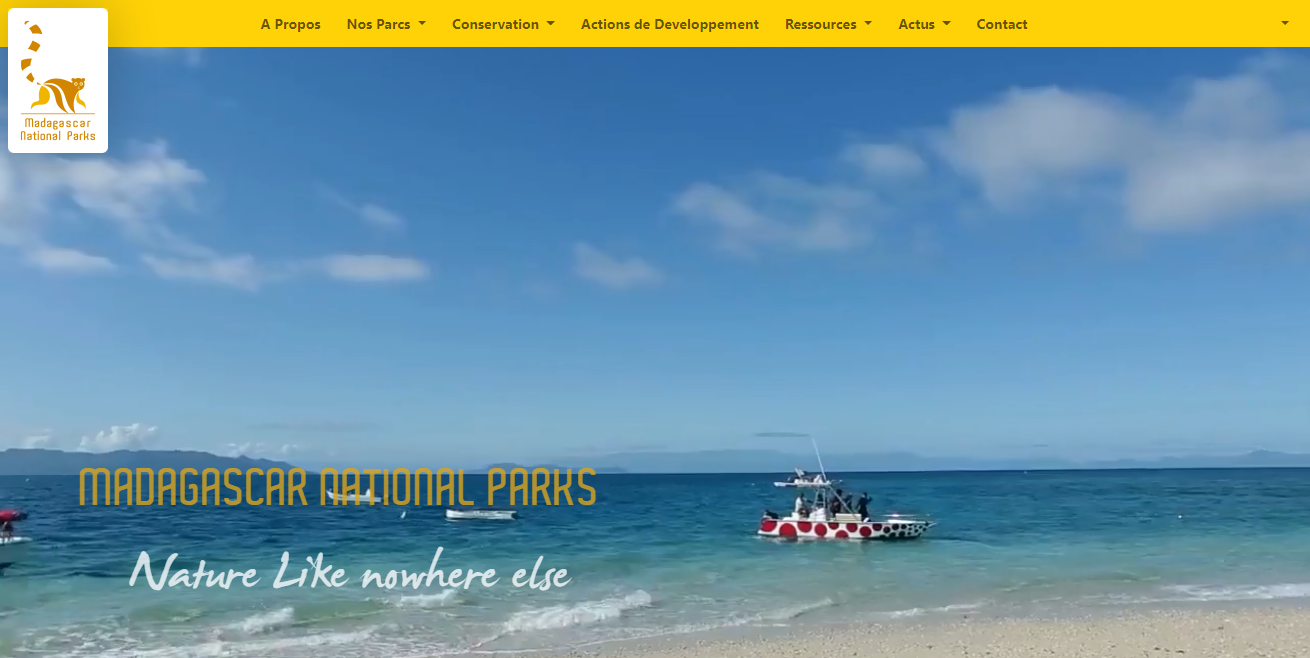 A Propos Nos Parcs Conservation Actions de Developpement Ressources Actus Contact
Madagascar
National Parks
MADAGASCAR NATIONAL PARKS
Nature Like nowhere else